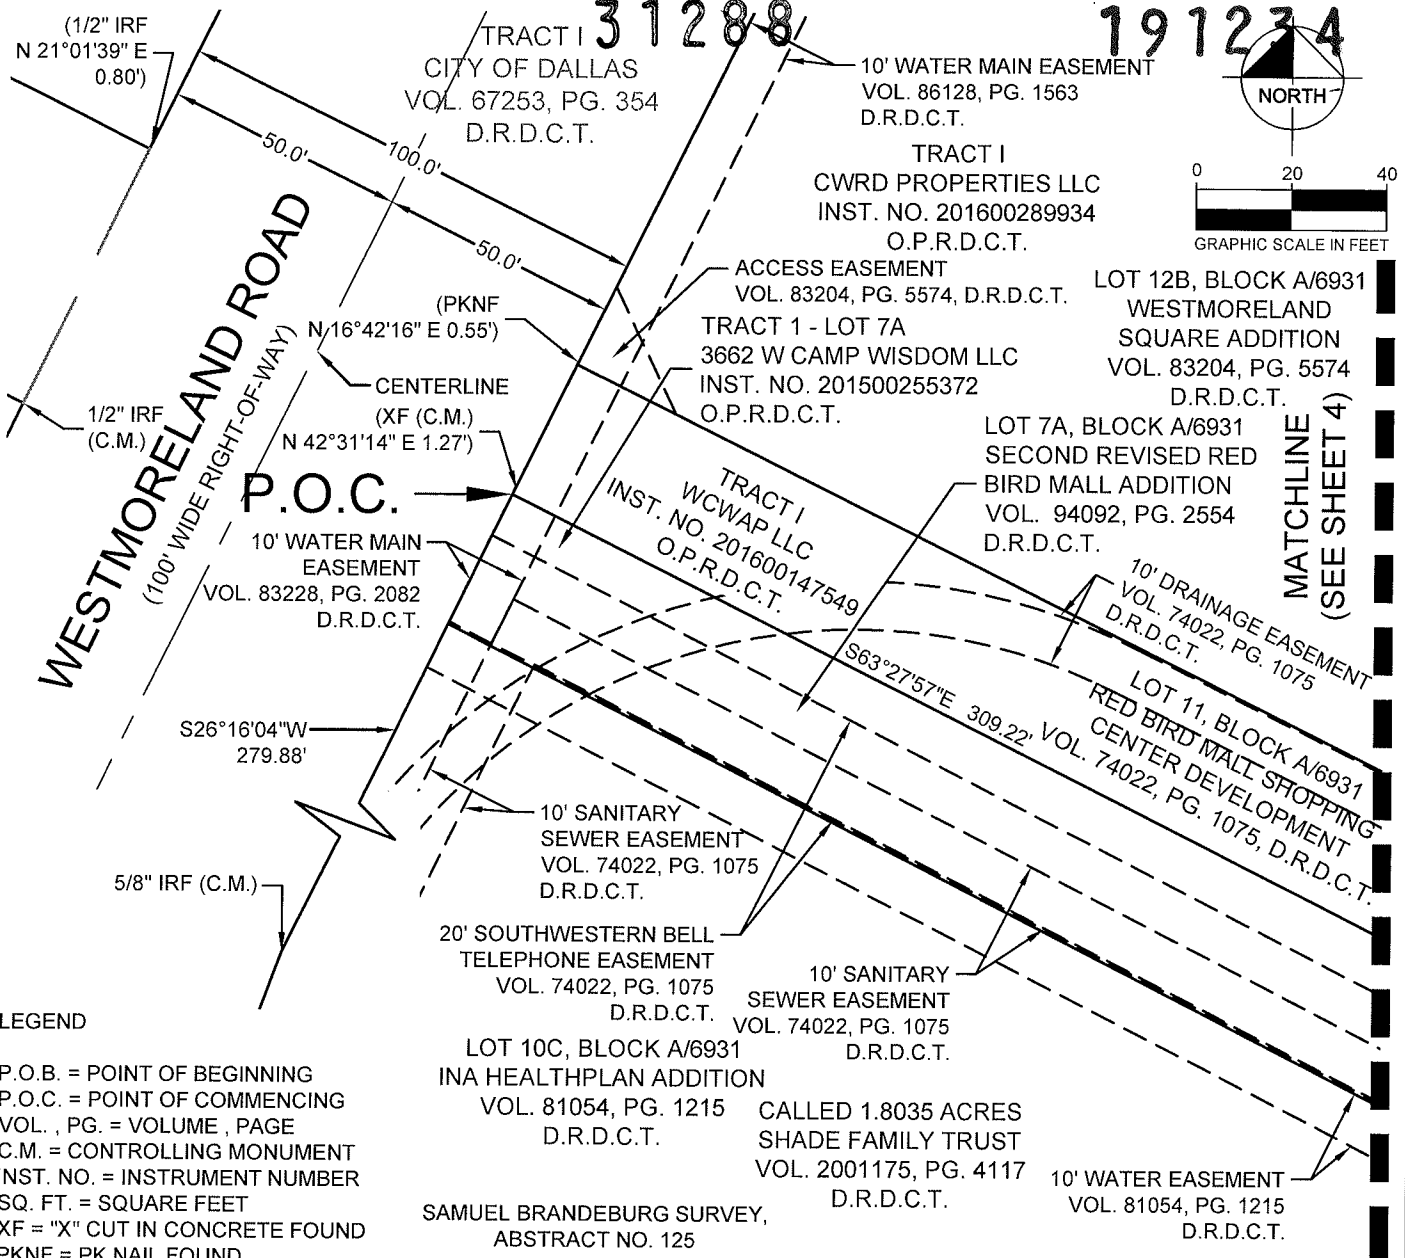 31288
191234
(1/2" IRF
N 21°01'39" E
0.80')
TRACT I
CITY OF DALLAS
VOL. 67253, PG. 354
D.R.D.C.T.
10' WATER MAIN EASEMENT
VOL. 86128, PG. 1563
D.R.D.C.T.
NORTH
0 20 40
GRAPHIC SCALE IN FEET
50.0'
100.0'
50.0'
TRACT I
CWRD PROPERTIES LLC
INST. NO. 201600289934
O.P.R.D.C.T.
ACCESS EASEMENT
VOL. 83204, PG. 5574, D.R.D.C.T.
LOT 12B, BLOCK A/6931
WESTMORELAND
SQUARE ADDITION
VOL. 83204, PG. 5574
D.R.D.C.T.
(PKNF
N 16°42'16" E 0.55')
TRACT 1 - LOT 7A
3662 W CAMP WISDOM LLC
INST. NO. 201500255372
O.P.R.D.C.T.
WESTMORELAND ROAD
(100' WIDE RIGHT-OF-WAY)
CENTERLINE
1/2" IRF
(C.M.)
(XF (C.M.)
N 42°31'14" E 1.27')
P.O.C.
LOT 7A, BLOCK A/6931
SECOND REVISED RED
BIRD MALL ADDITION
VOL. 94092, PG. 2554
D.R.D.C.T.
MATCHLINE
(SEE SHEET 4)
TRACT I
WCWAP LLC
INST. NO. 201600147549
O.P.R.D.C.T.
10' WATER MAIN
EASEMENT
VOL. 83228, PG. 2082
D.R.D.C.T.
10' DRAINAGE EASEMENT
VOL. 74022, PG. 1075
D.R.D.C.T.
S63°27'57"E 309.22'
LOT 11, BLOCK A/6931
RED BIRD MALL SHOPPING
CENTER DEVELOPMENT
VOL. 74022, PG. 1075, D.R.D.C.T.
S26°16'04"W
279.88'
10' SANITARY
SEWER EASEMENT
VOL. 74022, PG. 1075
D.R.D.C.T.
5/8" IRF (C.M.)
20' SOUTHWESTERN BELL
TELEPHONE EASEMENT
VOL. 74022, PG. 1075
D.R.D.C.T.
10' SANITARY
SEWER EASEMENT
VOL. 74022, PG. 1075
D.R.D.C.T.
LOT 10C, BLOCK A/6931
INA HEALTHPLAN ADDITION
VOL. 81054, PG. 1215
D.R.D.C.T.
CALLED 1.8035 ACRES
SHADE FAMILY TRUST
VOL. 2001175, PG. 4117
D.R.D.C.T.
10' WATER EASEMENT
VOL. 81054, PG. 1215
D.R.D.C.T.
SAMUEL BRANDEBURG SURVEY,
ABSTRACT NO. 125
LEGEND
P.O.B. = POINT OF BEGINNING
P.O.C. = POINT OF COMMENCING
VOL. , PG. = VOLUME , PAGE
C.M. = CONTROLLING MONUMENT
INST. NO. = INSTRUMENT NUMBER
SQ. FT. = SQUARE FEET
XF = "X" CUT IN CONCRETE FOUND
PKNF = PK NAIL FOUND